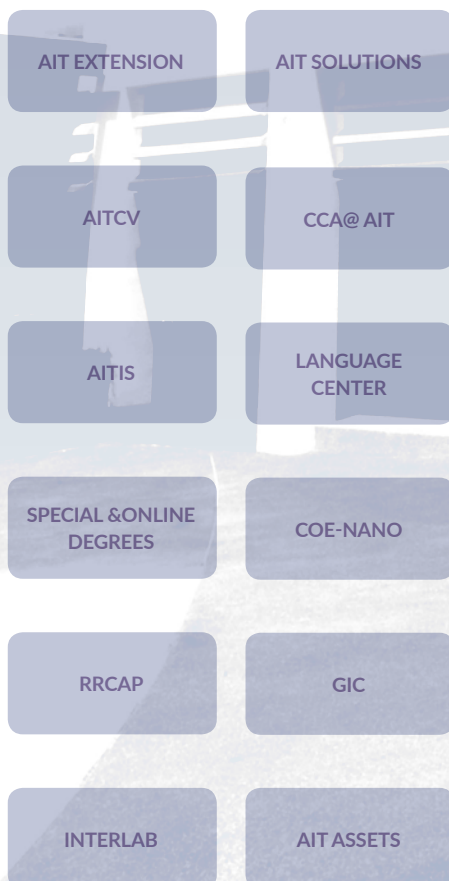 AIT EXTENSION
AIT SOLUTIONS
AITCV
CCA@ AIT
AITIS
LANGUAGE
CENTER
SPECIAL &ONLINE
DEGREES
COE-NANO
RRCAP
GIC
INTERLAB
AIT ASSETS